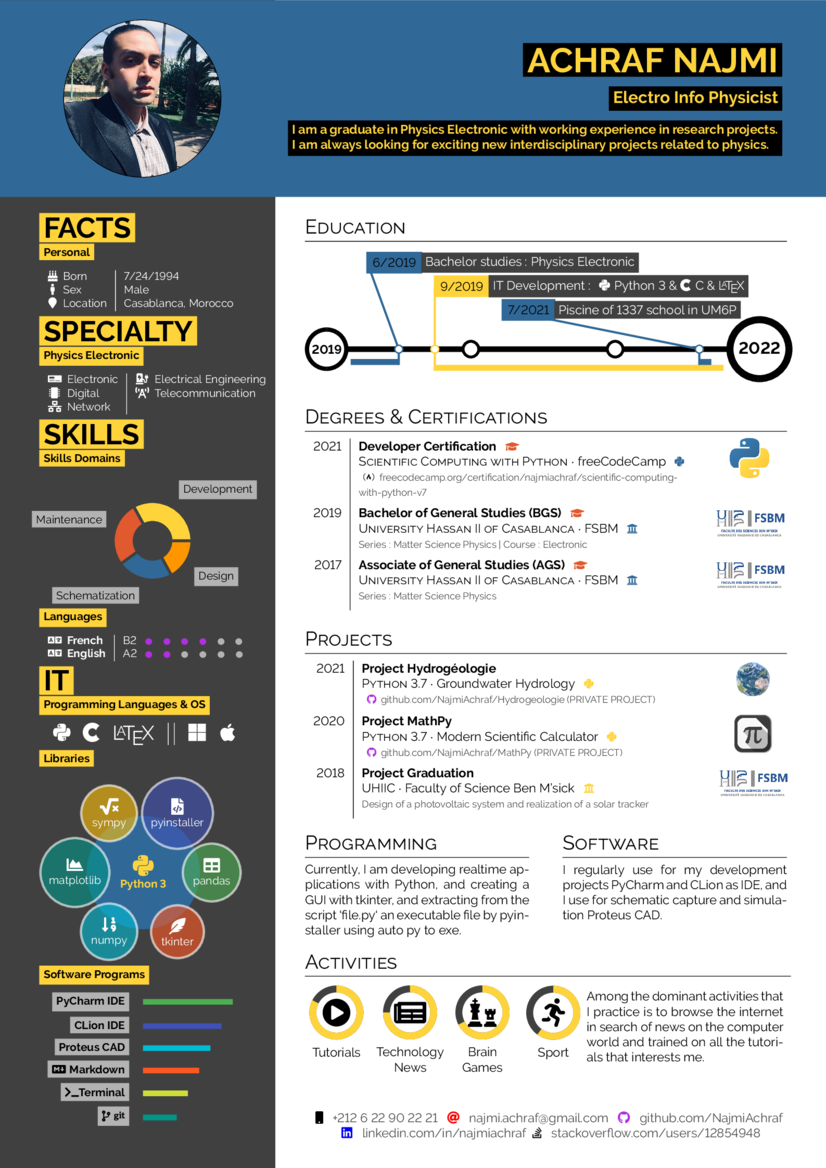 ACHRAF NAJMI
Electro Info Physicist
I am a graduate in Physics Electronic with working experience in research projects.
I am always looking for exciting new interdisciplinary projects related to physics.
FACTS
Personal
Born 7/24/1994
Sex Male
Location Casablanca, Morocco
SPECIALTY
Physics Electronic
Electronic Electrical Engineering
Digital Telecommunication
Network
SKILLS
Skills Domains
Development
Maintenance
Design
Schematization
Languages
French B2
English A2
IT
Programming Languages & OS
C LATEX ||
Libraries
sympy pyinstaller
matplotlib Python 3 pandas
numpy tkinter
Software Programs
PyCharm IDE
CLion IDE
Proteus CAD
Markdown
>_Terminal
git
EDUCATION
6/2019 Bachelor studies : Physics Electronic
9/2019 IT Development : Python 3 & C & LATEX
7/2021 Piscine of 1337 school in UM6P
2019 2022
DEGREES & CERTIFICATIONS
2021 Developer Certification
SCIENTIFIC COMPUTING WITH PYTHON · freeCodeCamp
(A) freecodecamp.org/certification/najmiachraf/scientific-computing-
with-python-v7
2019 Bachelor of General Studies (BGS)
UNIVERSITY HASSAN II OF CASABLANCA · FSBM
Series : Matter Science Physics | Course : Electronic
FSBM
2017 Associate of General Studies (AGS)
UNIVERSITY HASSAN II OF CASABLANCA · FSBM
Series : Matter Science Physics
FSBM
PROJECTS
2021 Project Hydrogéologie
PYTHON 3.7 · Groundwater Hydrology
github.com/NajmiAchraf/Hydrogeologie (PRIVATE PROJECT)
2020 Project MathPy
PYTHON 3.7 · Modern Scientific Calculator
github.com/NajmiAchraf/MathPy (PRIVATE PROJECT)
π
2018 Project Graduation
UHIIC · Faculty of Science Ben M'sick
Design of a photovoltaic system and realization of a solar tracker
FSBM
PROGRAMMING
Currently, I am developing realtime ap-
plications with Python, and creating a
GUI with tkinter, and extracting from the
script 'file.py' an executable file by pyin-
staller using auto py to exe.
SOFTWARE
I regularly use for my development
projects PyCharm and CLion as IDE, and
I use for schematic capture and simula-
tion Proteus CAD.
ACTIVITIES
Tutorials
Technology
News
Brain
Games
Sport
Among the dominant activities that
I practice is to browse the internet
in search of news on the computer
world and trained on all the tutori-
als that interests me.
+212 6 22 90 22 21 najmi.achraf@gmail.com github.com/NajmiAchraf
linkedin.com/in/najmiachraf stackoverflow.com/users/12854948